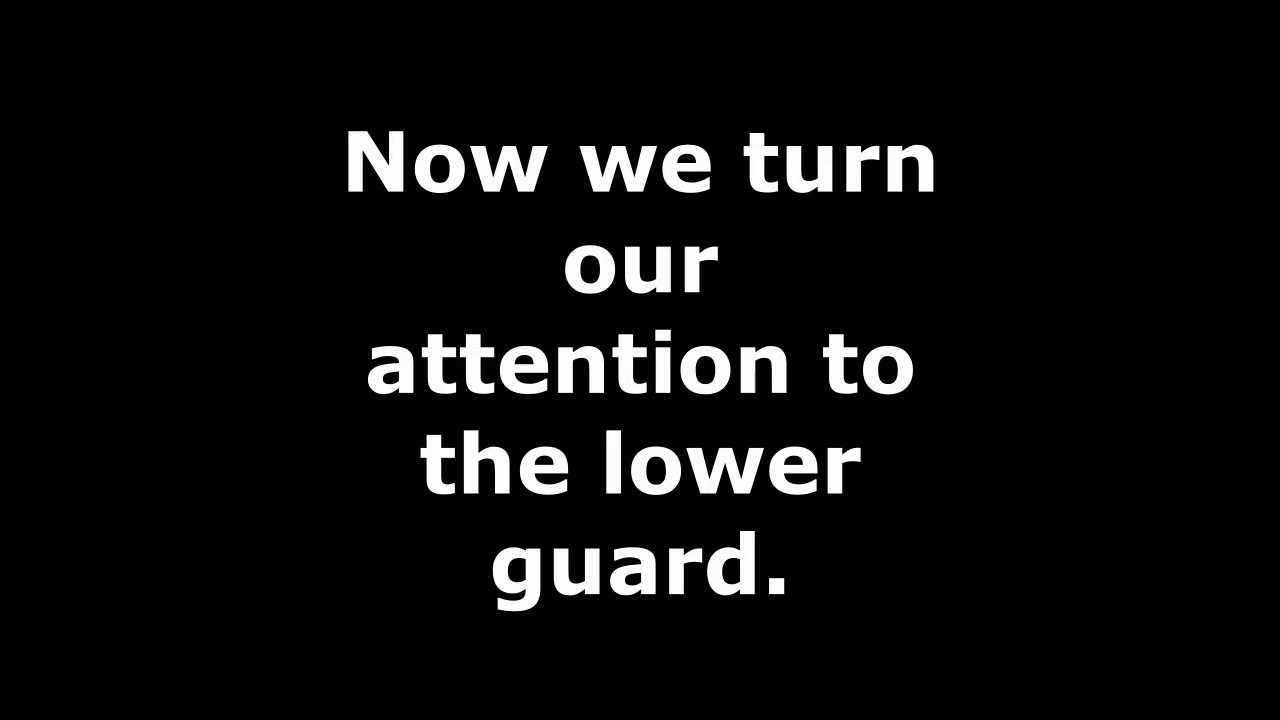 Now we turn
our
attention to
the lower
guard.